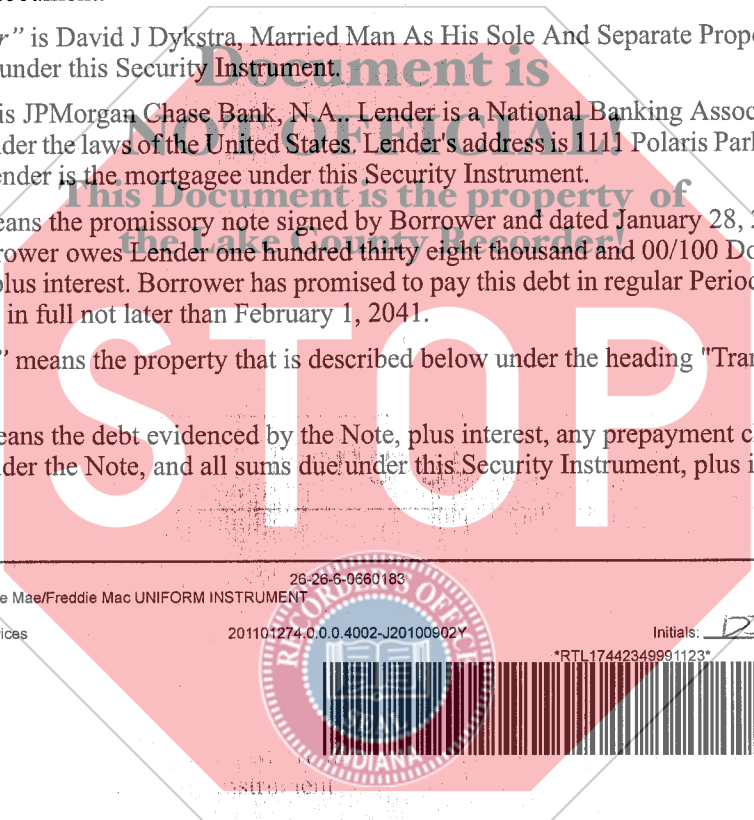 r" is David J Dykstra, Married Man As His Sole And Separate Prope
under this Security Instrument.
Document is
is JPMorgan Chase Bank, N.A.. Lender is a National Banking Assoc
NOT OFFICIAL!
der the laws of the United States. Lender's address is 1111 Polaris Park
ender is the mortgagee under this Security Instrument.
This Document is the property of
eans the promissory note signed by Borrower and dated January 28, 2
the Lake County Recorder!
rower owes Lender one hundred thirty eight thousand and 00/100 Do
plus interest. Borrower has promised to pay this debt in regular Period
in full not later than February 1, 2041.
" means the property that is described below under the heading "Tran
STOP
eans the debt evidenced by the Note, plus interest, any prepayment c
der the Note, and all sums due under this Security Instrument, plus i
26-26-6-0660183
e Mae/Freddie Mac UNIFORM INSTRUMENT
ices 201101274.0.0.0.4002-J20100902Y Initials:
*RTL17442349991123*
RECORDER'S OFFICE
SEAL
INDIANA